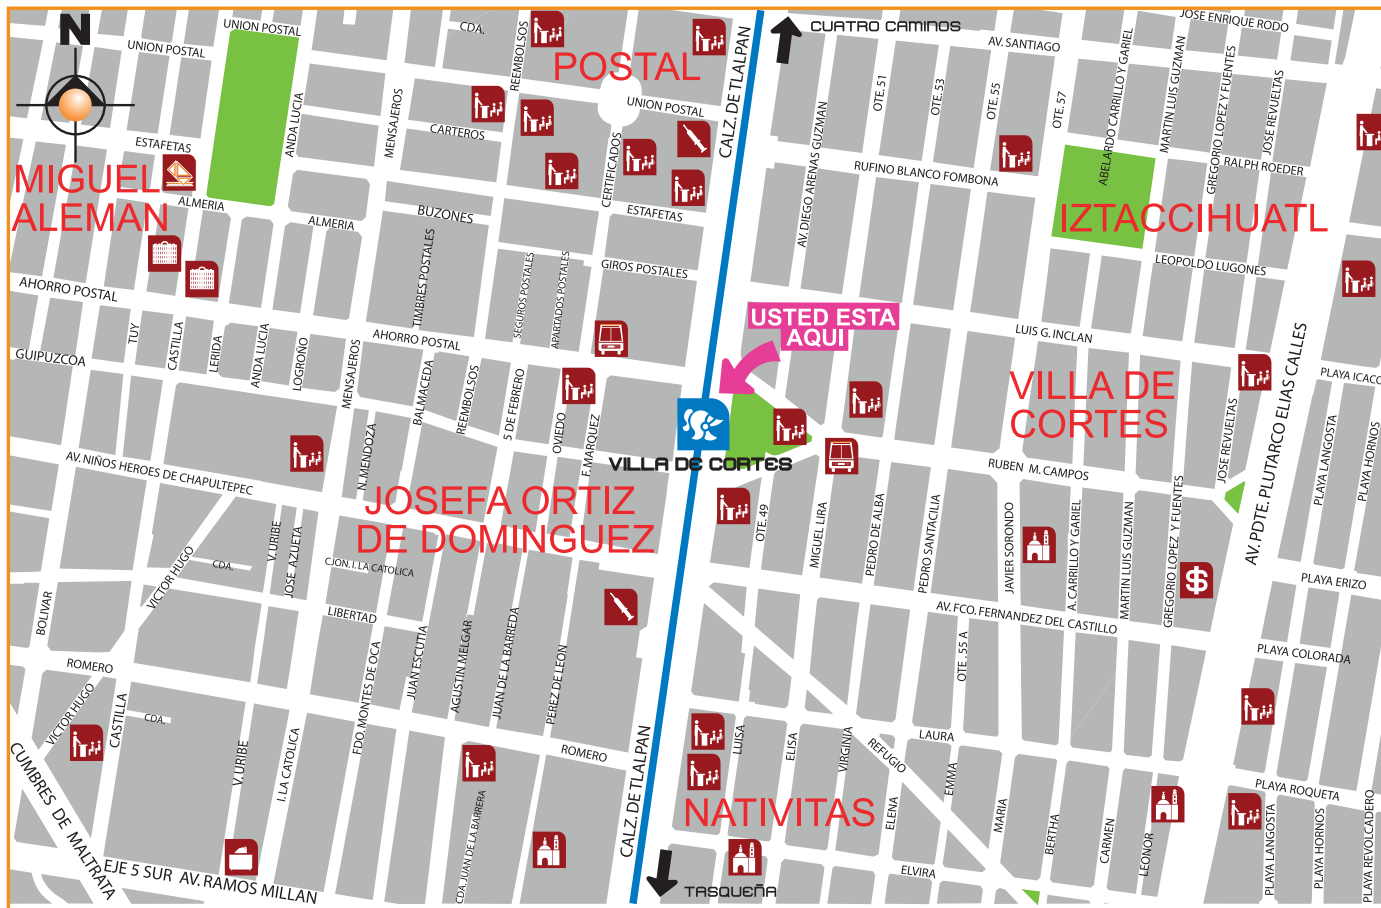 N
UNION POSTAL
UNION POSTAL
CDA.
REEMBOLSOS
POSTAL
CALZ. DE TLALPAN
CUATRO CAMINOS
AV. SANTIAGO
JOSE ENRIQUE RODO
ANDA LUCIA
MENSAJEROS
CARTEROS
UNION POSTAL
CERTIFICADOS
AV. DIEGO ARENAS GUZMAN
OTE. 51
OTE. 53
OTE. 55
OTE. 57
ABELARDO CARRILLO Y GARIEL
MARTIN LUIS GUZMAN
GREGORIO LOPEZ Y FUENTES
JOSE REVUELTAS
ESTAFETAS
MIGUEL
ALEMAN
ALMERIA
ALMERIA
BUZONES
ESTAFETAS
RUFINO BLANCO FOMBONA
RALPH ROEDER
IZTACCIHUATL
LEOPOLDO LUGONES
TIMBRES POSTALES
SEGUROS POSTALES
APARTADOS POSTALES
GIROS POSTALES
AHORRO POSTAL
AHORRO POSTAL
USTED ESTA
AQUI
LUIS G. INCLAN
GUIPUZCOA
TUY
CASTILLA
LERIDA
ANDA LUCIA
LOGROÑO
MENSAJEROS
BALMACEDA
REEMBOLSOS
5 DE FEBRERO
OVIEDO
F. MARQUEZ
VILLA DE
CORTES
JOSE REVUELTAS
AV. PDTE. PLUTARCO ELIAS CALLES
PLAYA ICACO
PLAYA LANGOSTA
PLAYA HORNOS
N. MENDOZA
VILLA DE CORTES
RUBEN M. CAMPOS
AV. NIÑOS HEROES DE CHAPULTEPEC
JOSEFA ORTIZ
DE DOMINGUEZ
OTE. 49
MIGUEL LIRA
PEDRO DE ALBA
PEDRO SANTACILIA
JAVIER SORONDO
A. CARRILLO Y GARIEL
MARTIN LUIS GUZMAN
GREGORIO LOPEZ Y FUENTES
VICTOR HUGO
CDA.
V. URIBE
JOSE AZUETA
CJON. I. LA CATOLICA
PLAYA ERIZO
BOLIVAR
LIBERTAD
AV. FCO. FERNANDEZ DEL CASTILLO
OTE. 55 A
PLAYA COLORADA
ROMERO
VICTOR HUGO
CASTILLA
CDA.
V. URIBE
I. LA CATOLICA
FDO. MONTES DE OCA
JUAN ESCUTIA
AGUSTIN MELGAR
JUAN DE LA BARREDA
PEREZ DE LEON
ROMERO
CALZ. DE TLALPAN
LUISA
ELISA
VIRGINIA
REFUGIO
LAURA
EMMA
ELENA
MARIA
BERTHA
CARMEN
LEONOR
NATIVITAS
PLAYA ROQUETA
PLAYA LANGOSTA
PLAYA HORNOS
PLAYA REVOLCADERO
CUMBRES DE MALTRATA
EJE 5 SUR AV. RAMOS MILLAN
CDA. JUAN DE LA BARRERA
TASQUEÑA
ELVIRA
$